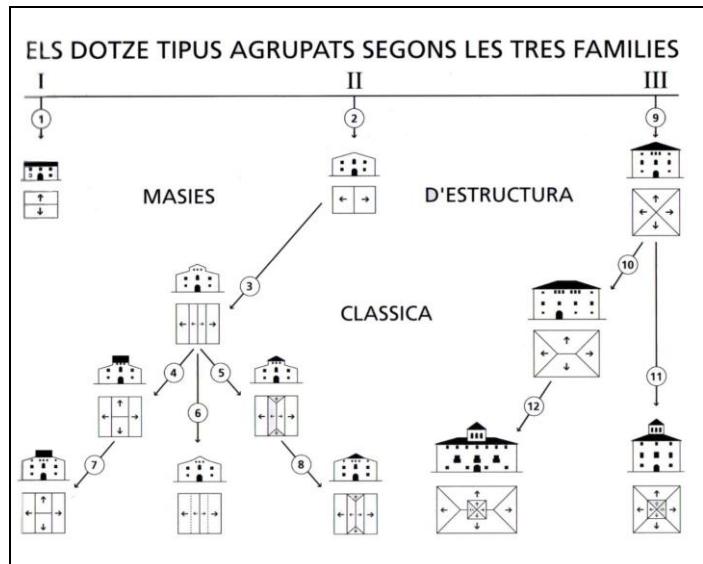 ELS DOTZE TIPUS AGRUPATS SEGONS LES TRES FAMILIES
I II III
1 2 9
MASIES D'ESTRUCTURA
10
3
CLASSICA
4 5 11
6 12
7 8